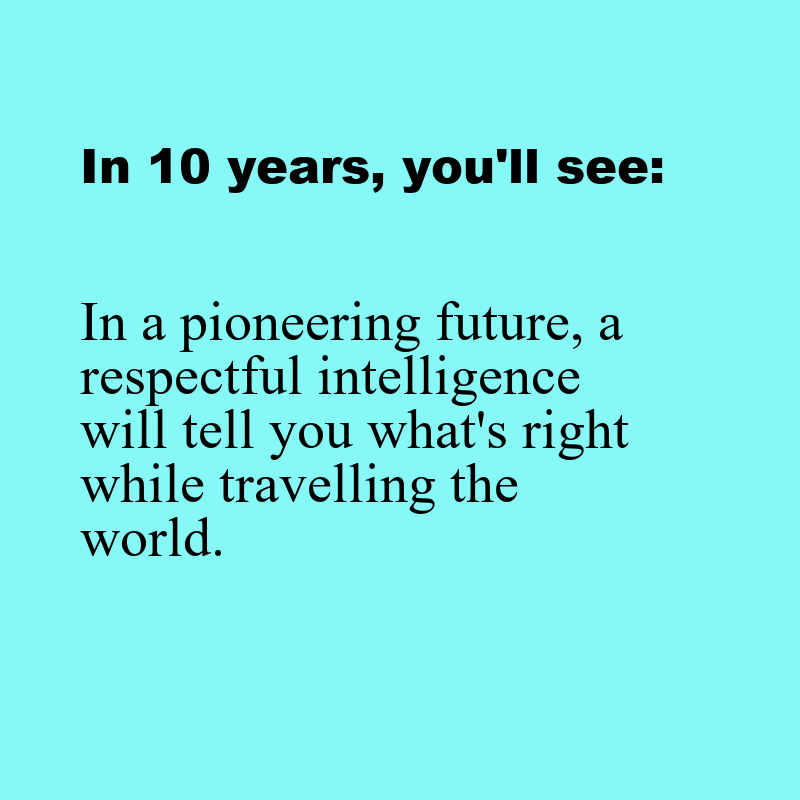 In 10 years, you'll see:
In a pioneering future, a
respectful intelligence
will tell you what's right
while travelling the
world.